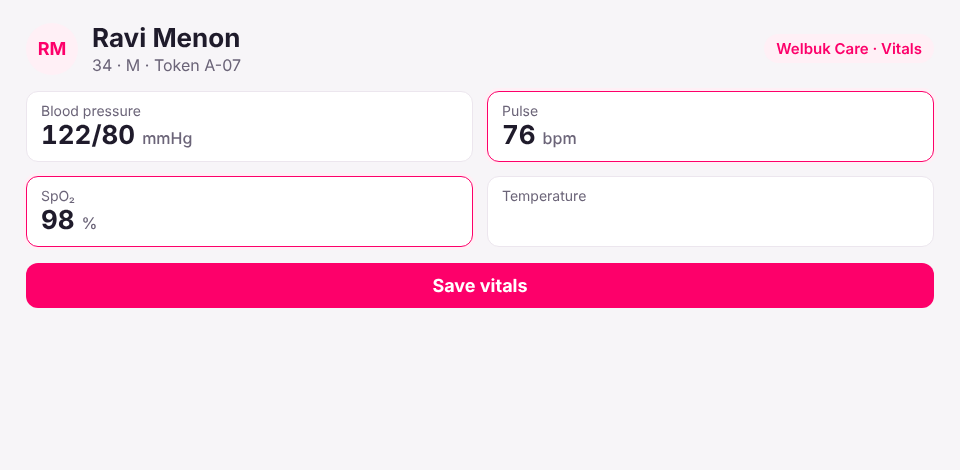 RM
Ravi Menon
34 · M · Token A-07
Welbuk Care · Vitals
Blood pressure
122/80 mmHg
Pulse
76 bpm
SpO₂
98 %
Temperature
Save vitals